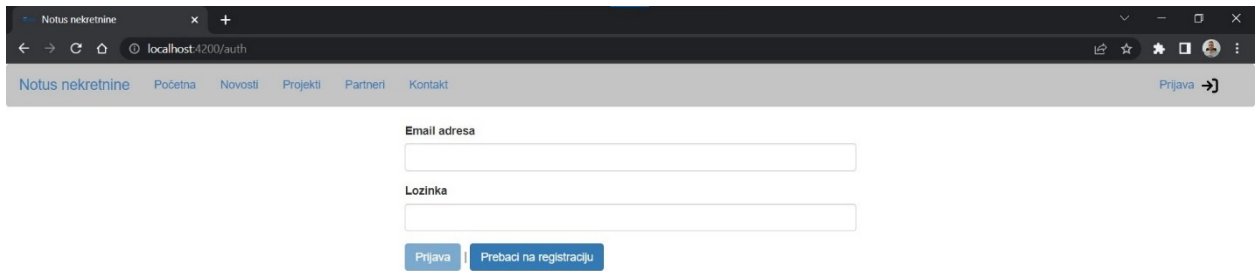 Notus nekretnine
localhost:4200/auth
Notus nekretnine Početna Novosti Projekti Partneri Kontakt Prijava
Email adresa
Lozinka
Prijava | Prebaci na registraciju